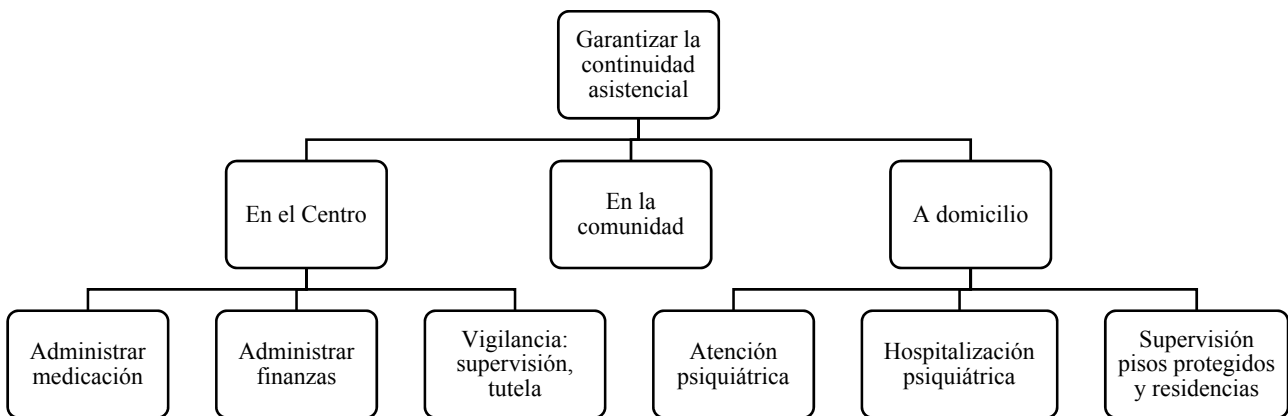 Garantizar la
continuidad
asistencial
En el Centro
En la
comunidad
A domicilio
Administrar
medicación
Administrar
finanzas
Vigilancia:
supervisión,
tutela
Atención
psiquiátrica
Hospitalización
psiquiátrica
Supervisión
pisos protegidos
y residencias